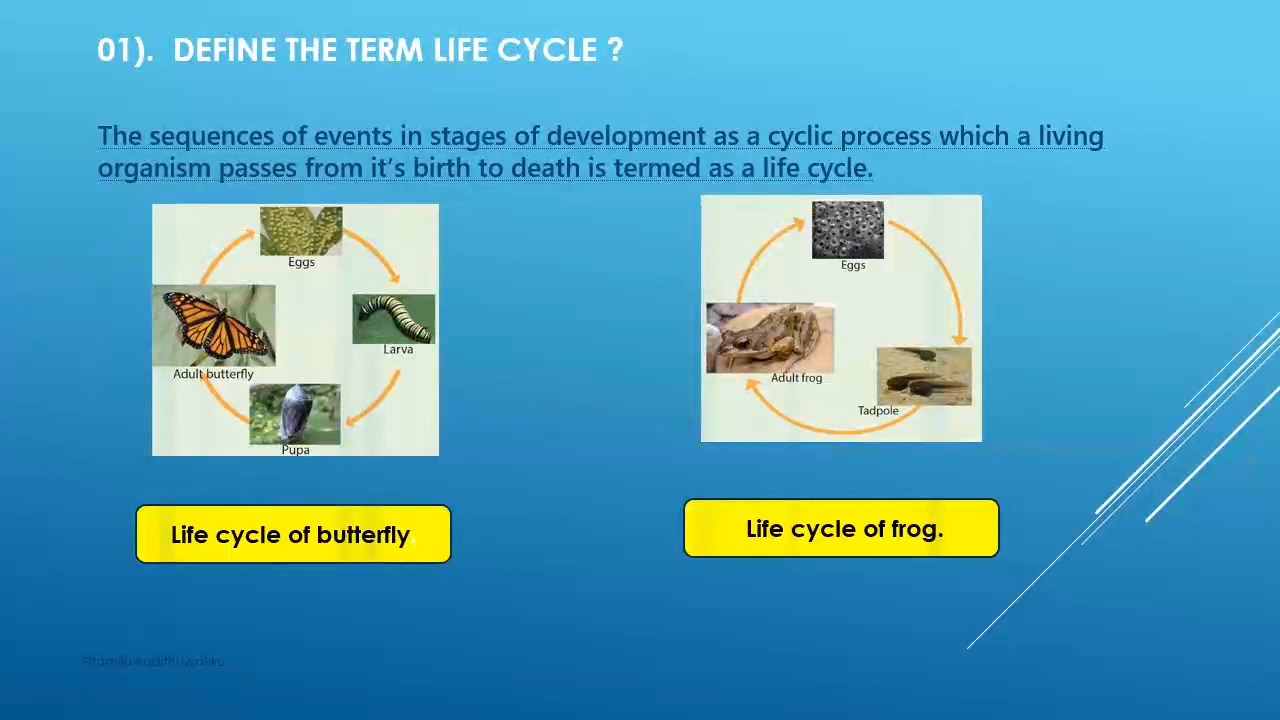 01). DEFINE THE TERM LIFE CYCLE ?
The sequences of events in stages of development as a cyclic process which a living
organism passes from it's birth to death is termed as a life cycle.
Eggs
Larva
Adult butterfly
Pupa
Eggs
Adult frog
Tadpole
Life cycle of butterfly.
Life cycle of frog.